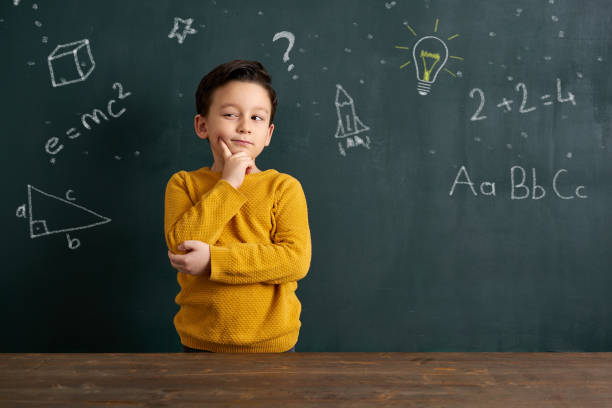 ?
e = mc²
2 + 2 = 4
Aa Bb Cc
a
c
b